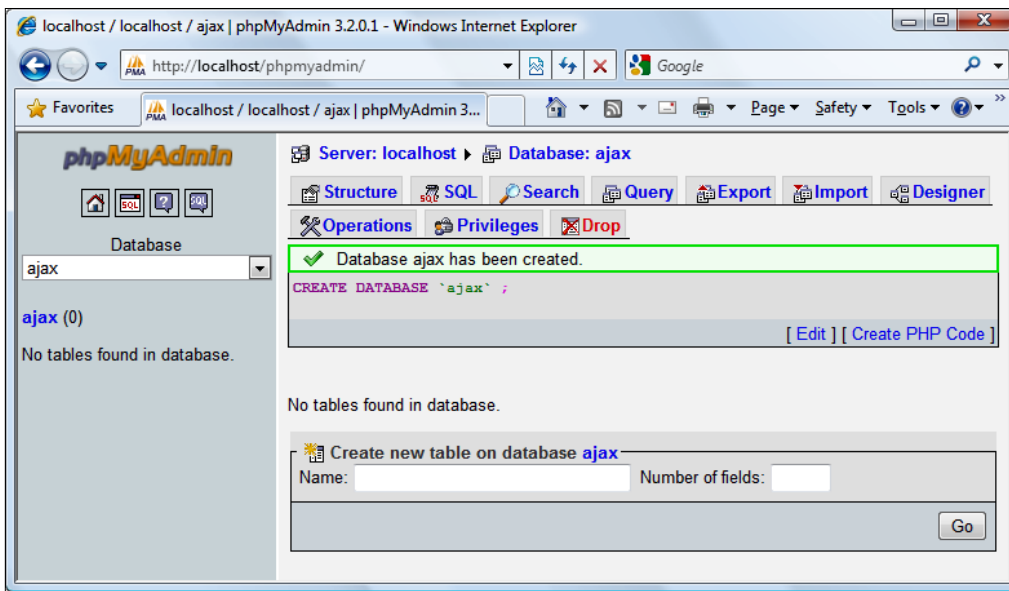 localhost / localhost / ajax | phpMyAdmin 3.2.0.1 - Windows Internet Explorer
PMA http://localhost/phpmyadmin/ Google
Favorites PMA localhost / localhost / ajax | phpMyAdmin 3... Page Safety Tools »
phpMyAdmin
SQL ? SQL
Database
ajax
ajax (0)
No tables found in database.
Server: localhost Database: ajax
Structure SQL Search Query Export Import Designer
Operations Privileges Drop
Database ajax has been created.
CREATE DATABASE `ajax` ;
[ Edit ] [ Create PHP Code ]
No tables found in database.
Create new table on database ajax
Name: Number of fields:
Go